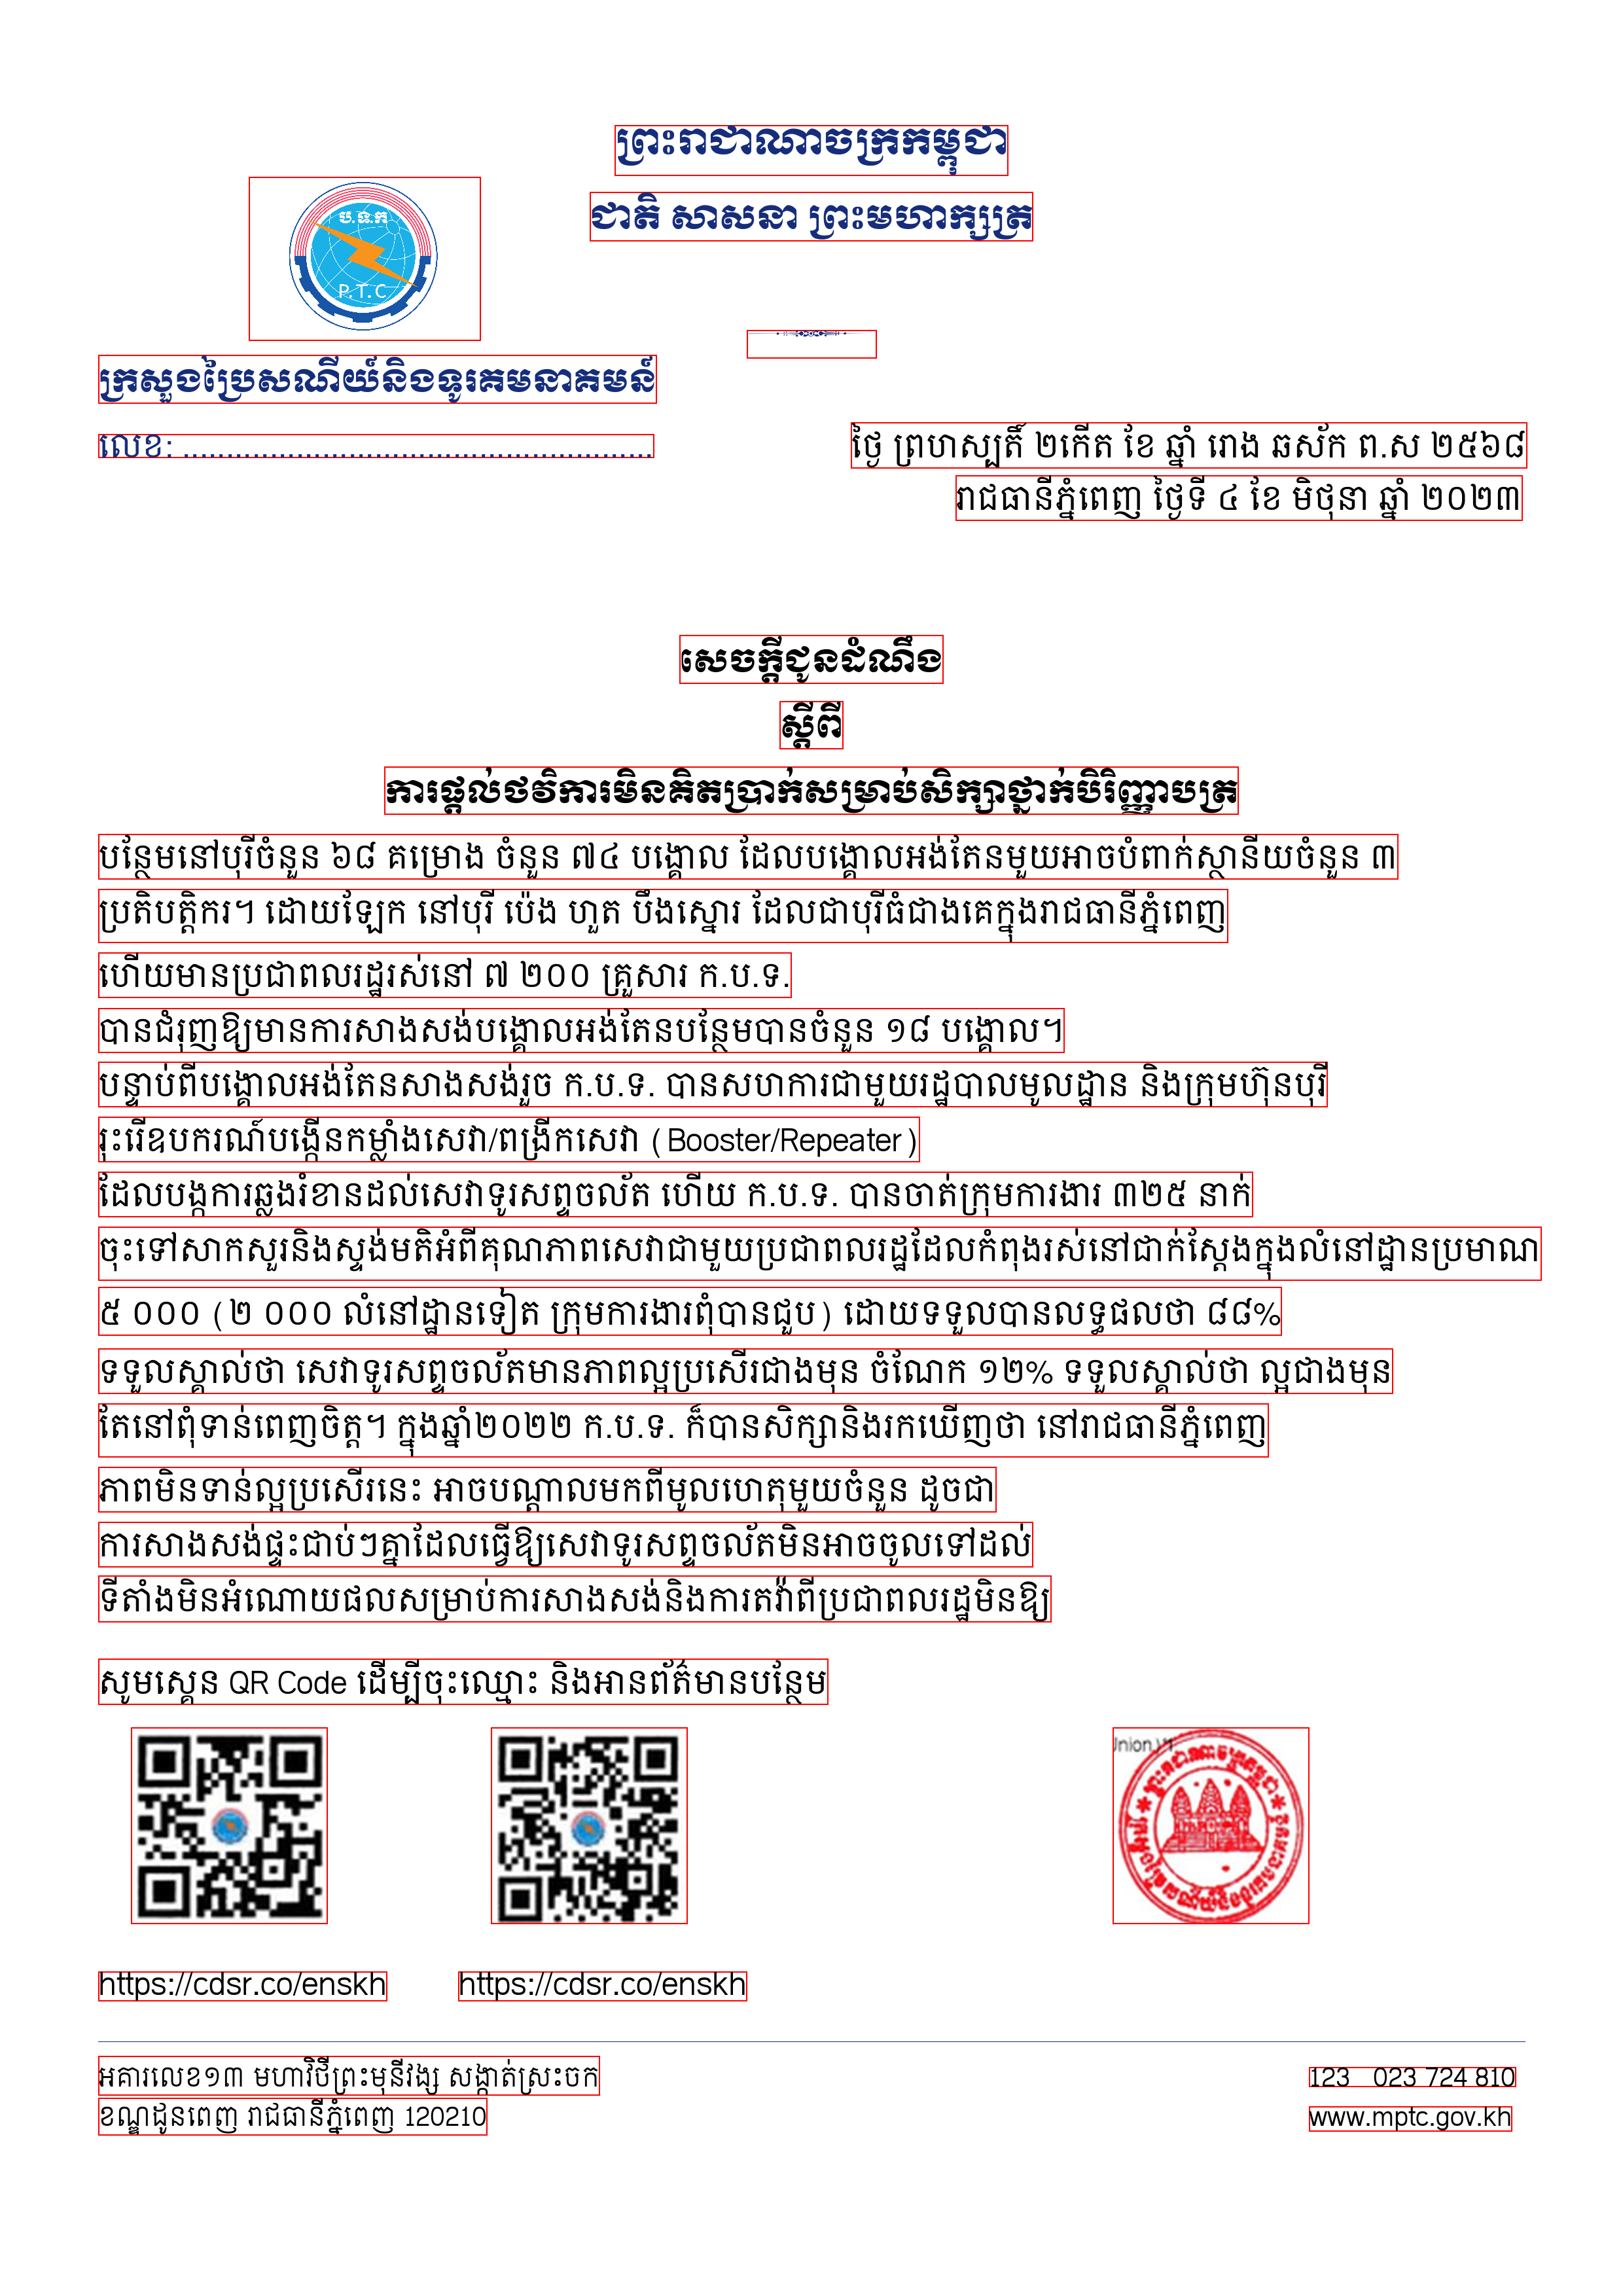 ព្រះរាជាណាចក្រកម្ពុជា
ជាតិ សាសនា ព្រះមហាក្សត្រ
ប.ទ.ក
P.T.C
ក្រសួងប្រៃសណីយ៍និងទូរគមនាគមន៍
លេខ: ......................................................
ថ្ងៃ ព្រហស្បតិ៍ ២កើត ខែ ឆ្នាំ រោង ឆស័ក ព.ស ២៥៦៨
រាជធានីភ្នំពេញ ថ្ងៃទី ៤ ខែ មិថុនា ឆ្នាំ ២០២៣
សេចក្តីជូនដំណឹង
ស្តីពី
ការផ្តល់ថវិការមិនគិតប្រាក់សម្រាប់សិក្សាថ្នាក់បិរិញ្ញាបត្រ
បន្ថែមនៅបុរីចំនួន ៦៨ គម្រោង ចំនួន ៧៤ បង្គោល ដែលបង្គោលអង់តែនមួយអាចបំពាក់ស្ថានីយចំនួន ៣
ប្រតិបត្តិករ។ ដោយឡែក នៅបុរី ប៉េង ហួត បឹងស្នោរ ដែលជាបុរីធំជាងគេក្នុងរាជធានីភ្នំពេញ
ហើយមានប្រជាពលរដ្ឋរស់នៅ ៧ ២០០ គ្រួសារ ក.ប.ទ.
បានជំរុញឱ្យមានការសាងសង់បង្គោលអង់តែនបន្ថែមបានចំនួន ១៨ បង្គោល។
បន្ទាប់ពីបង្គោលអង់តែនសាងសង់រួច ក.ប.ទ. បានសហការជាមួយរដ្ឋបាលមូលដ្ឋាន និងក្រុមហ៊ុនបុរី
រុះរើឧបករណ៍បង្កើនកម្លាំងសេវា/ពង្រីកសេវា (Booster/Repeater)
ដែលបង្កការឆ្លងរំខានដល់សេវាទូរសព្ទចល័ត ហើយ ក.ប.ទ. បានចាត់ក្រុមការងារ ៣២៥ នាក់
ចុះទៅសាកសួរនិងស្ទង់មតិអំពីគុណភាពសេវាជាមួយប្រជាពលរដ្ឋដែលកំពុងរស់នៅជាក់ស្តែងក្នុងលំនៅដ្ឋានប្រមាណ
៥ ០០០ (២ ០០០ លំនៅដ្ឋានទៀត ក្រុមការងារពុំបានជួប) ដោយទទួលបានលទ្ធផលថា ៨៨%
ទទួលស្គាល់ថា សេវាទូរសព្ទចល័តមានភាពល្អប្រសើរជាងមុន ចំណែក ១២% ទទួលស្គាល់ថា ល្អជាងមុន
តែនៅពុំទាន់ពេញចិត្ត។ ក្នុងឆ្នាំ២០២២ ក.ប.ទ. ក៏បានសិក្សានិងរកឃើញថា នៅរាជធានីភ្នំពេញ
ភាពមិនទាន់ល្អប្រសើរនេះ អាចបណ្តាលមកពីមូលហេតុមួយចំនួន ដូចជា
ការសាងសង់ផ្ទះជាប់ៗគ្នាដែលធ្វើឱ្យសេវាទូរសព្ទចល័តមិនអាចចូលទៅដល់
ទីតាំងមិនអំណោយផលសម្រាប់ការសាងសង់និងការតវ៉ាពីប្រជាពលរដ្ឋមិនឱ្យ
សូមស្គេន QR Code ដើម្បីចុះឈ្មោះ និងអានព័ត៌មានបន្ថែម
ព្រះរាជាណាចក្រកម្ពុជា
https://cdsr.co/enskh https://cdsr.co/enskh
អគារលេខ១៣ មហាវិថីព្រះមុនីវង្ស សង្កាត់ស្រះចក
123 023 724 810
ខណ្ឌដូនពេញ រាជធានីភ្នំពេញ 120210
www.mptc.gov.kh